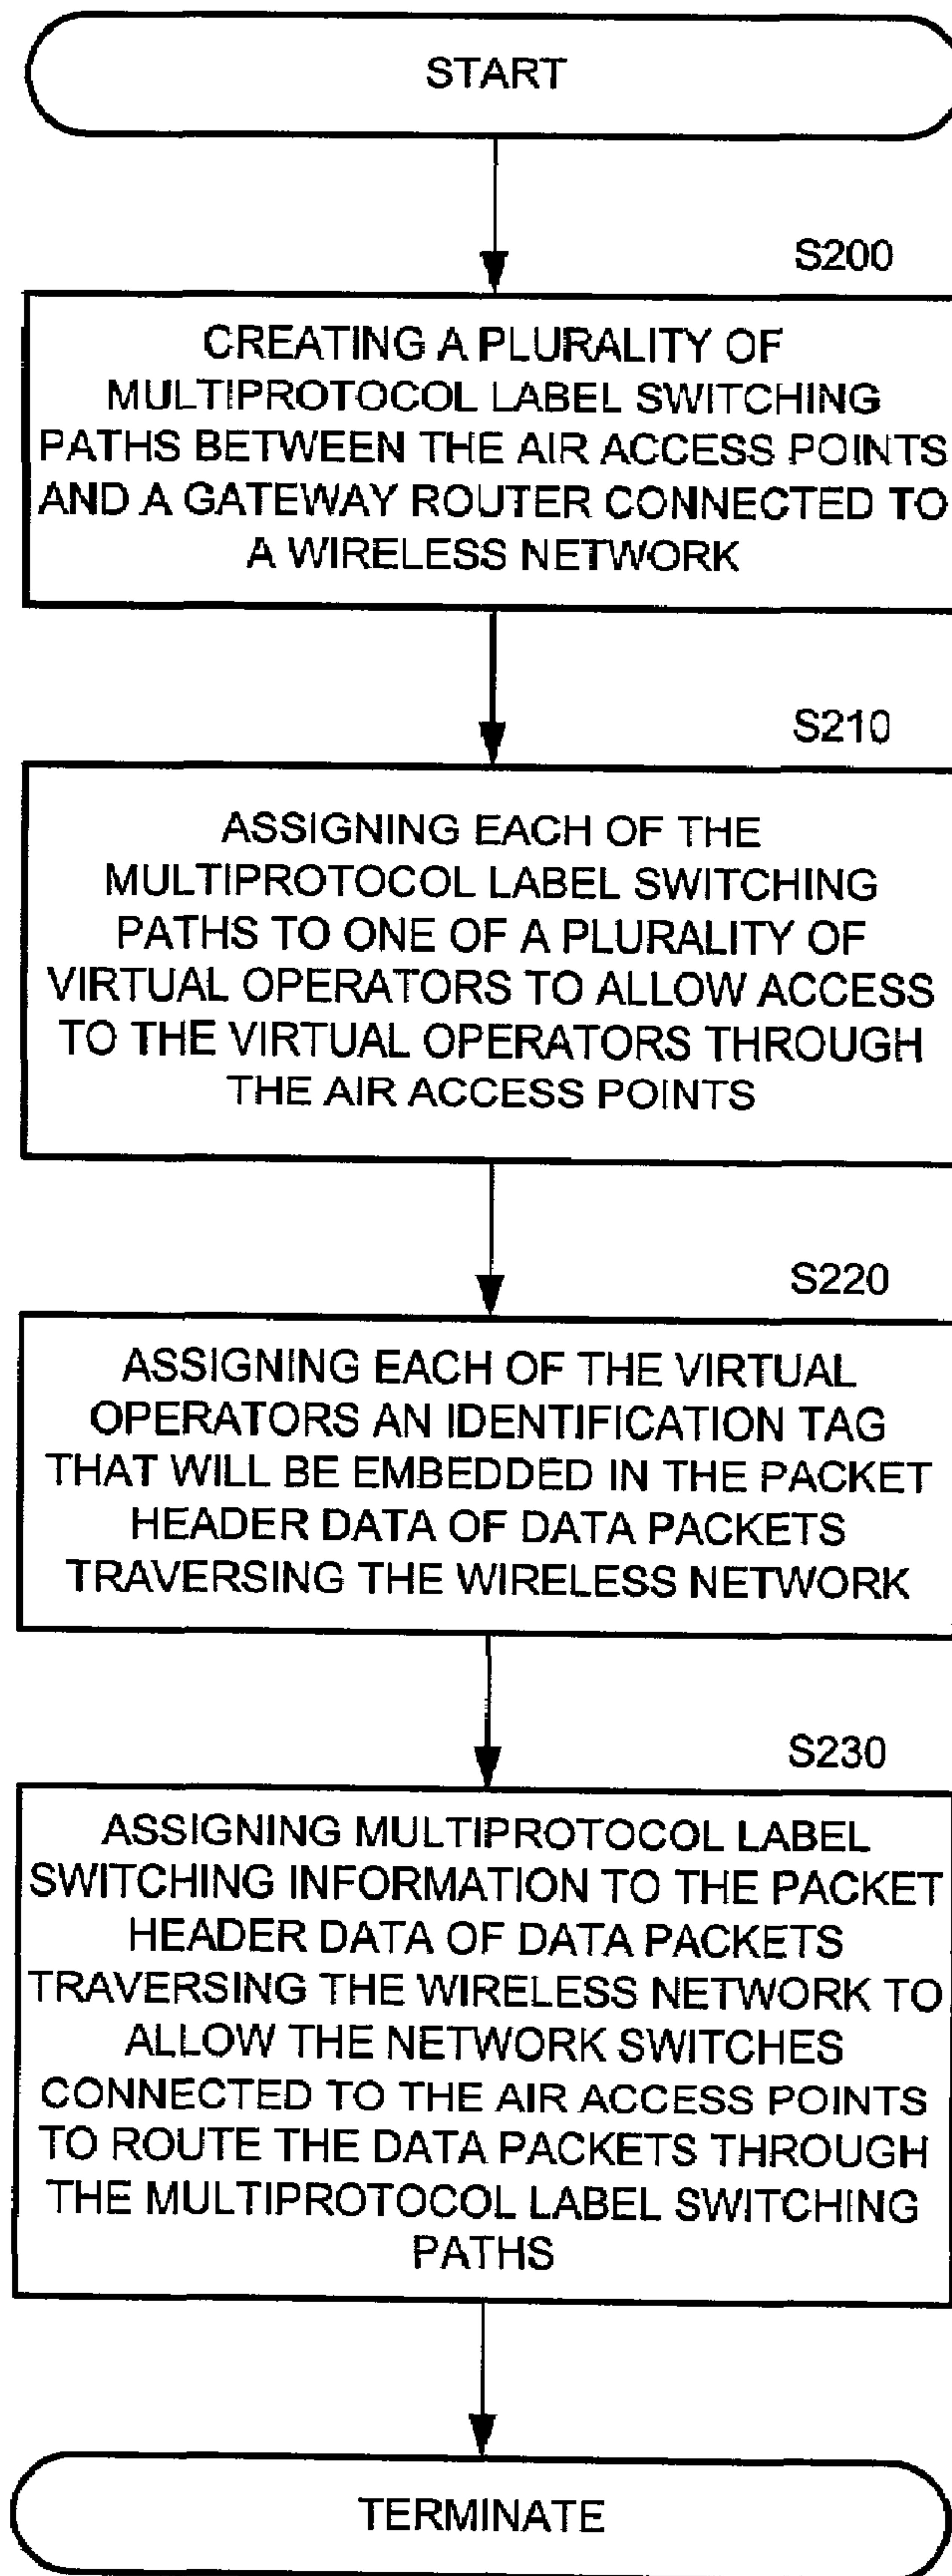 START
S200
CREATING A PLURALITY OF
MULTIPROTOCOL LABEL SWITCHING
PATHS BETWEEN THE AIR ACCESS POINTS
AND A GATEWAY ROUTER CONNECTED TO
A WIRELESS NETWORK
S210
ASSIGNING EACH OF THE
MULTIPROTOCOL LABEL SWITCHING
PATHS TO ONE OF A PLURALITY OF
VIRTUAL OPERATORS TO ALLOW ACCESS
TO THE VIRTUAL OPERATORS THROUGH
THE AIR ACCESS POINTS
S220
ASSIGNING EACH OF THE VIRTUAL
OPERATORS AN IDENTIFICATION TAG
THAT WILL BE EMBEDDED IN THE PACKET
HEADER DATA OF DATA PACKETS
TRAVERSING THE WIRELESS NETWORK
S230
ASSIGNING MULTIPROTOCOL LABEL
SWITCHING INFORMATION TO THE PACKET
HEADER DATA OF DATA PACKETS
TRAVERSING THE WIRELESS NETWORK TO
ALLOW THE NETWORK SWITCHES
CONNECTED TO THE AIR ACCESS POINTS
TO ROUTE THE DATA PACKETS THROUGH
THE MULTIPROTOCOL LABEL SWITCHING
PATHS
TERMINATE